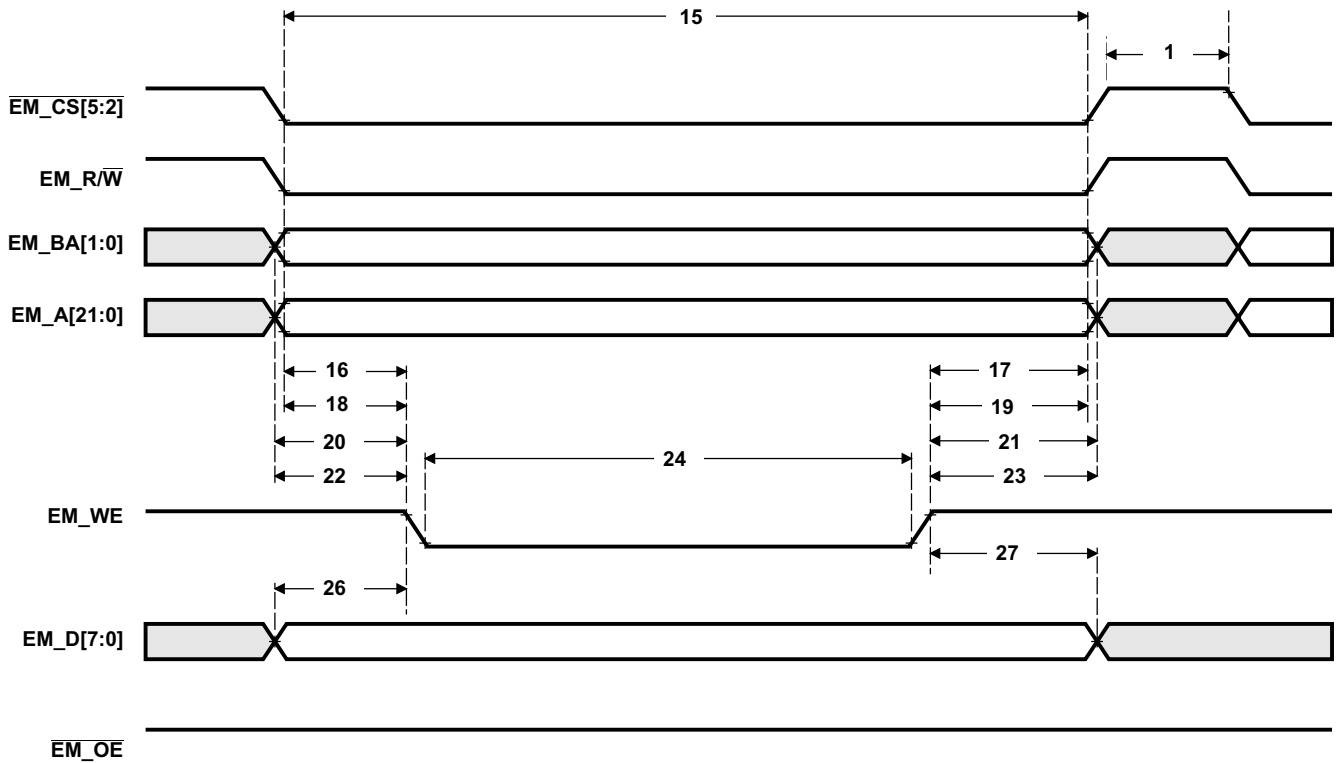 15
1
EM_CS[5:2]
EM_R/W
EM_BA[1:0]
EM_A[21:0]
16
17
18
19
20
21
22
23
24
EM_WE
27
26
EM_D[7:0]
EM_OE